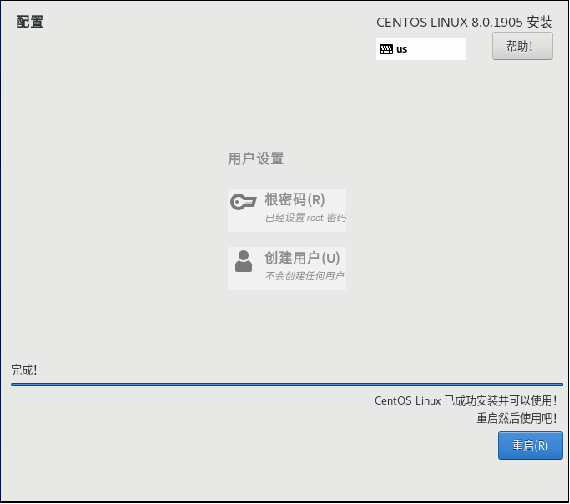 配置
CENTOS LINUX 8.0.1905 安装
us
帮助!
用户设置
根密码(R)
已经设置 root 密码
创建用户(U)
不会创建任何用户
完成!
CentOS Linux 已成功安装并可以使用!
重启然后使用吧!
重启(R)